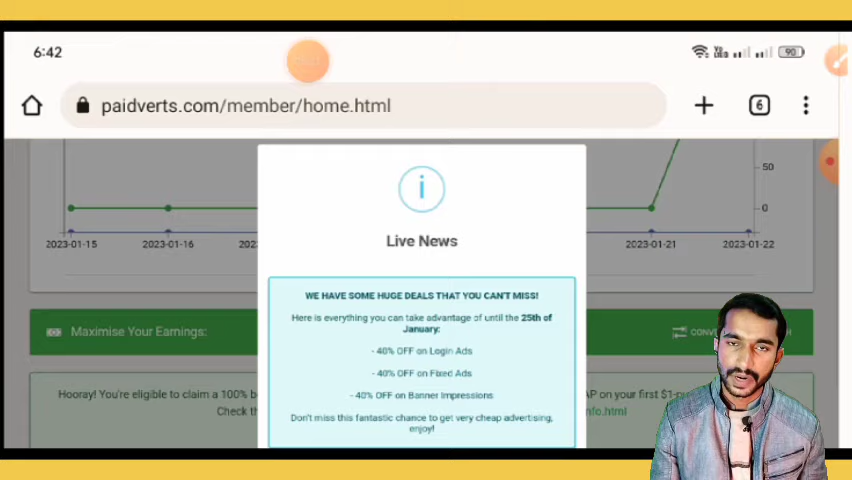 6:42
90
paidverts.com/member/home.html
6
50
0
2023-01-15
2023-01-16
2023-01-21
2023-01-22
Live News
WE HAVE SOME HUGE DEALS THAT YOU CAN'T MISS!
Here is everything you can take advantage of until the 25th of
January:
- 40% OFF on Login Ads
- 40% OFF on Fixed Ads
- 40% OFF on Banner Impressions
Don't miss this fantastic chance to get very cheap advertising,
enjoy!
Maximise Your Earnings:
Hooray! You're eligible to claim a 100%
AP on your first $1
Check
nfo.html